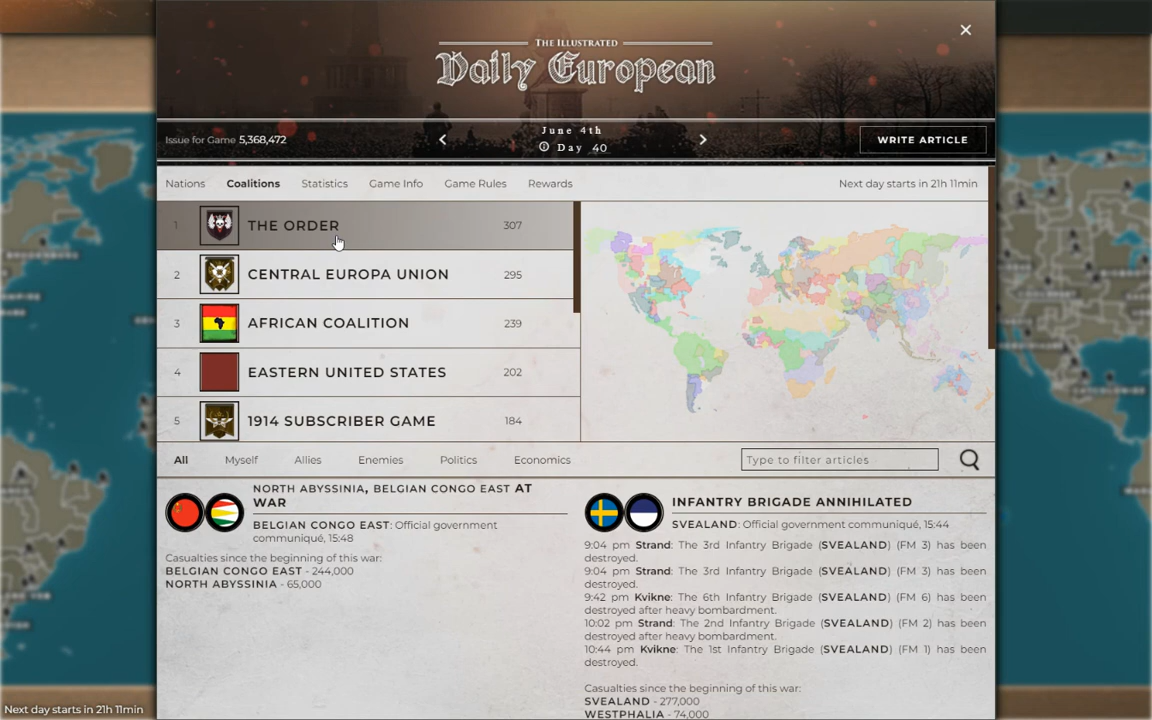 THE ILLUSTRATED
Daily European
Issue for Game 5,368,472
June 4th
Day 40
WRITE ARTICLE
Nations Coalitions Statistics Game Info Game Rules Rewards
Next day starts in 21h 11min
1 THE ORDER 307
2 CENTRAL EUROPA UNION 295
3 AFRICAN COALITION 239
4 EASTERN UNITED STATES 202
5 1914 SUBSCRIBER GAME 184
All Myself Allies Enemies Politics Economics
Type to filter articles
NORTH ABYSSINIA, BELGIAN CONGO EAST AT
WAR
BELGIAN CONGO EAST: Official government
communiqué, 15:48
Casualties since the beginning of this war:
BELGIAN CONGO EAST - 244,000
NORTH ABYSSINIA - 65,000
INFANTRY BRIGADE ANNIHILATED
SVEALAND: Official government communiqué, 15:44
9:04 pm Strand: The 3rd Infantry Brigade (SVEALAND) (FM 3) has been
destroyed.
9:04 pm Strand: The 3rd Infantry Brigade (SVEALAND) (FM 3) has been
destroyed.
9:42 pm Kvikne: The 6th Infantry Brigade (SVEALAND) (FM 6) has been
destroyed after heavy bombardment.
10:02 pm Strand: The 2nd Infantry Brigade (SVEALAND) (FM 2) has been
destroyed after heavy bombardment.
10:44 pm Kvikne: The 1st Infantry Brigade (SVEALAND) (FM 1) has been
destroyed.
Casualties since the beginning of this war:
SVEALAND - 277,000
WESTPHALIA - 74,000
Next day starts in 21h 11min